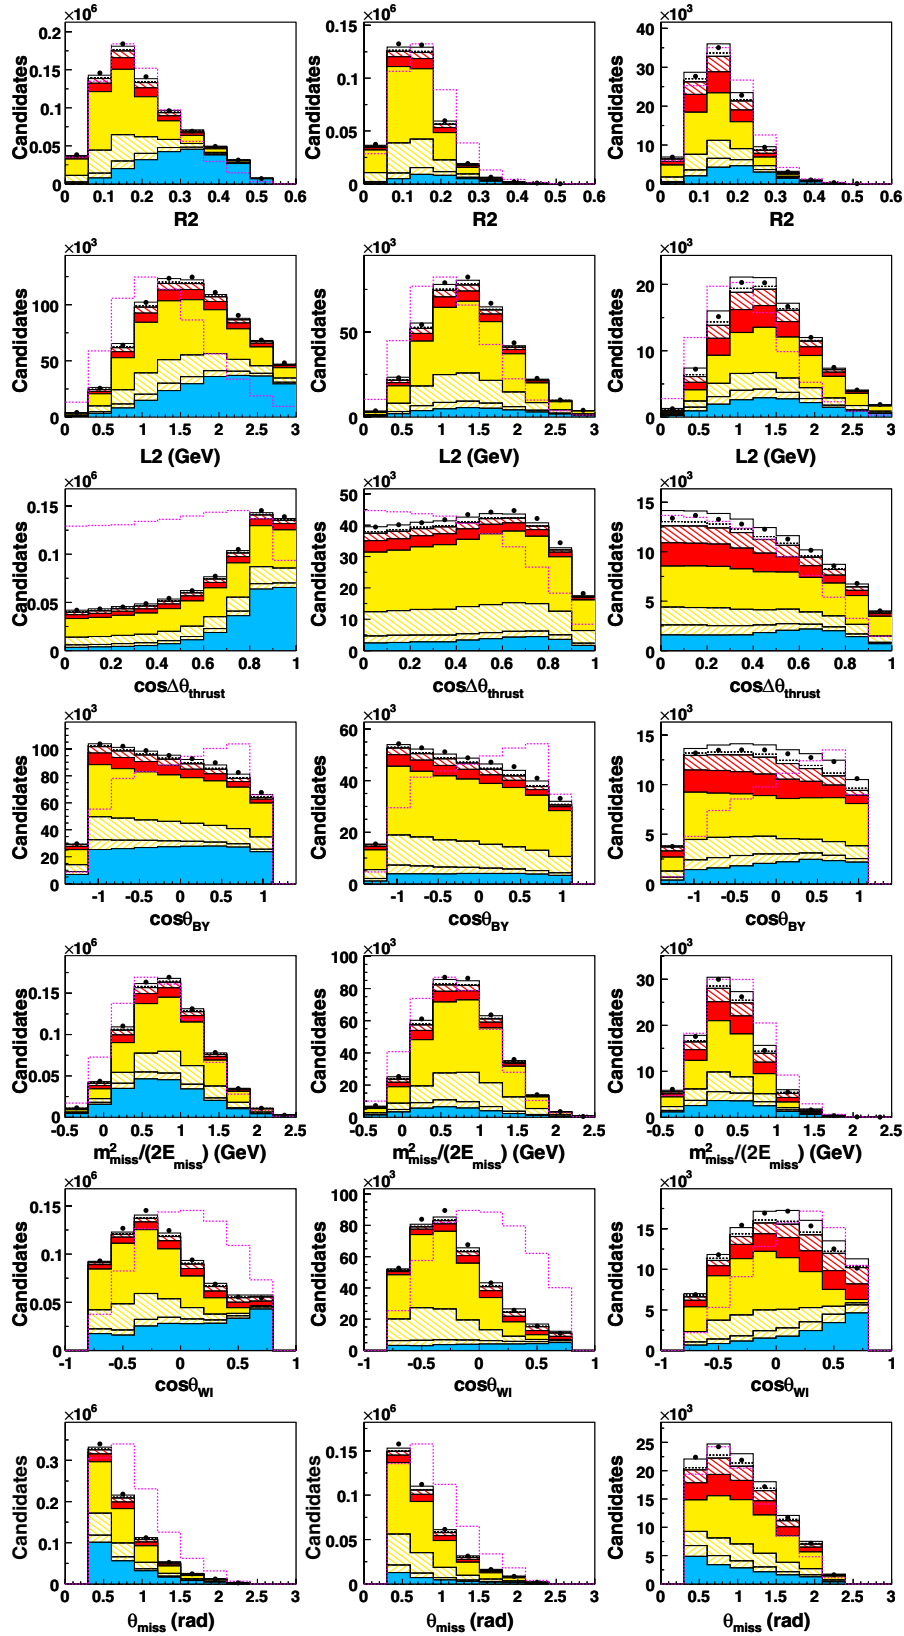 ×10⁶ ×10⁶ ×10³
Candidates Candidates Candidates
0.2 0.15 0.1 0.05 0
0.15 0.1 0.05 0
40 30 20 10 0
0 0.1 0.2 0.3 0.4 0.5 0.6
0 0.1 0.2 0.3 0.4 0.5 0.6
0 0.1 0.2 0.3 0.4 0.5 0.6
R2 R2 R2
×10³ ×10³ ×10³
Candidates Candidates Candidates
100 50 0
50 0
20 10 0
0 0.5 1 1.5 2 2.5 3
0 0.5 1 1.5 2 2.5 3
0 0.5 1 1.5 2 2.5 3
L2 (GeV) L2 (GeV) L2 (GeV)
×10⁶ ×10³ ×10³
Candidates Candidates Candidates
0.15 0.1 0.05 0
50 40 30 20 10 0
15 10 5 0
0 0.2 0.4 0.6 0.8 1
0 0.2 0.4 0.6 0.8 1
0 0.2 0.4 0.6 0.8 1
cosΔθthrust cosΔθthrust cosΔθthrust
×10³ ×10³ ×10³
Candidates Candidates Candidates
100 80 60 40 20 0
60 40 20 0
15 10 5 0
-1 -0.5 0 0.5 1
-1 -0.5 0 0.5 1
-1 -0.5 0 0.5 1
cosθBY cosθBY cosθBY
×10⁶ ×10³ ×10³
Candidates Candidates Candidates
0.15 0.1 0.05 0
100 80 60 40 20 0
30 20 10 0
-0.5 0 0.5 1 1.5 2 2.5
-0.5 0 0.5 1 1.5 2 2.5
-0.5 0 0.5 1 1.5 2 2.5
m²miss/(2Emiss) (GeV) m²miss/(2Emiss) (GeV) m²miss/(2Emiss) (GeV)
×10⁶ ×10³ ×10³
Candidates Candidates Candidates
0.15 0.1 0.05 0
100 80 60 40 20 0
15 10 5 0
-1 -0.5 0 0.5 1
-1 -0.5 0 0.5 1
-1 -0.5 0 0.5 1
cosθWl cosθWl cosθWl
×10⁶ ×10⁶ ×10³
Candidates Candidates Candidates
0.3 0.2 0.1 0
0.15 0.1 0.05 0
25 20 15 10 5 0
0 0.5 1 1.5 2 2.5 3
0 0.5 1 1.5 2 2.5 3
0 0.5 1 1.5 2 2.5 3
θmiss (rad) θmiss (rad) θmiss (rad)